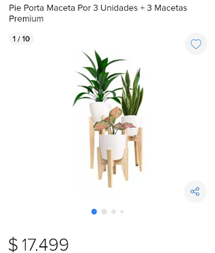 Pie Porta Maceta Por 3 Unidades + 3 Macetas
Premium
1 / 10
$ 17.499